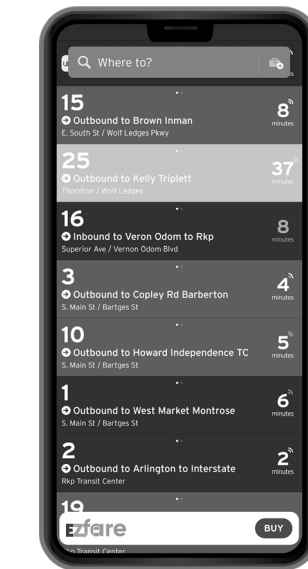 Where to?
15
Outbound to Brown Inman
E. South St / Wolf Ledges Pkwy
8
minutes
25
Outbound to Kelly Triplett
Thornton / Wolf Ledges
37
minutes
16
Inbound to Veron Odom to Rkp
Superior Ave / Vernon Odom Blvd
8
minutes
3
Outbound to Copley Rd Barberton
S. Main St / Bartges St
4
minutes
10
Outbound to Howard Independence TC
S. Main St / Bartges St
5
minutes
1
Outbound to West Market Montrose
S. Main St / Bartges St
6
minutes
2
Outbound to Arlington to Interstate
Rkp Transit Center
2
minutes
19
EZfare
BUY
Rkp Transit Center